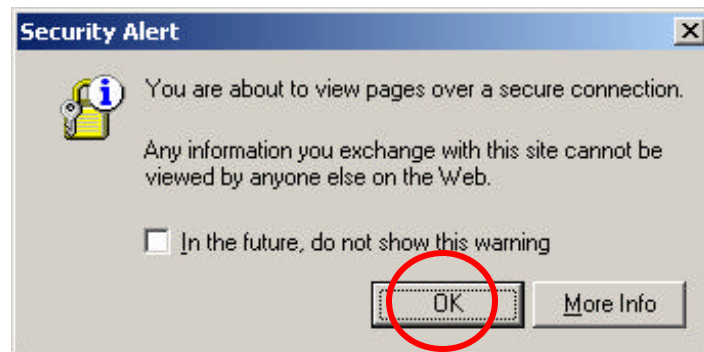 Security Alert
You are about to view pages over a secure connection.
Any information you exchange with this site cannot be
viewed by anyone else on the Web.
In the future, do not show this warning
OK More Info